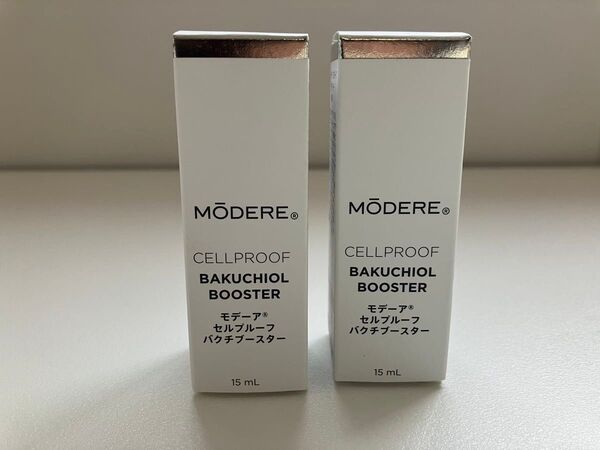 MŌDERE®
CELLPROOF
BAKUCHIOL
BOOSTER
モデーア®
セルプルーフ
バクチブースター
15 mL
MŌDERE®
CELLPROOF
BAKUCHIOL
BOOSTER
モデーア®
セルプルーフ
バクチブースター
15 mL